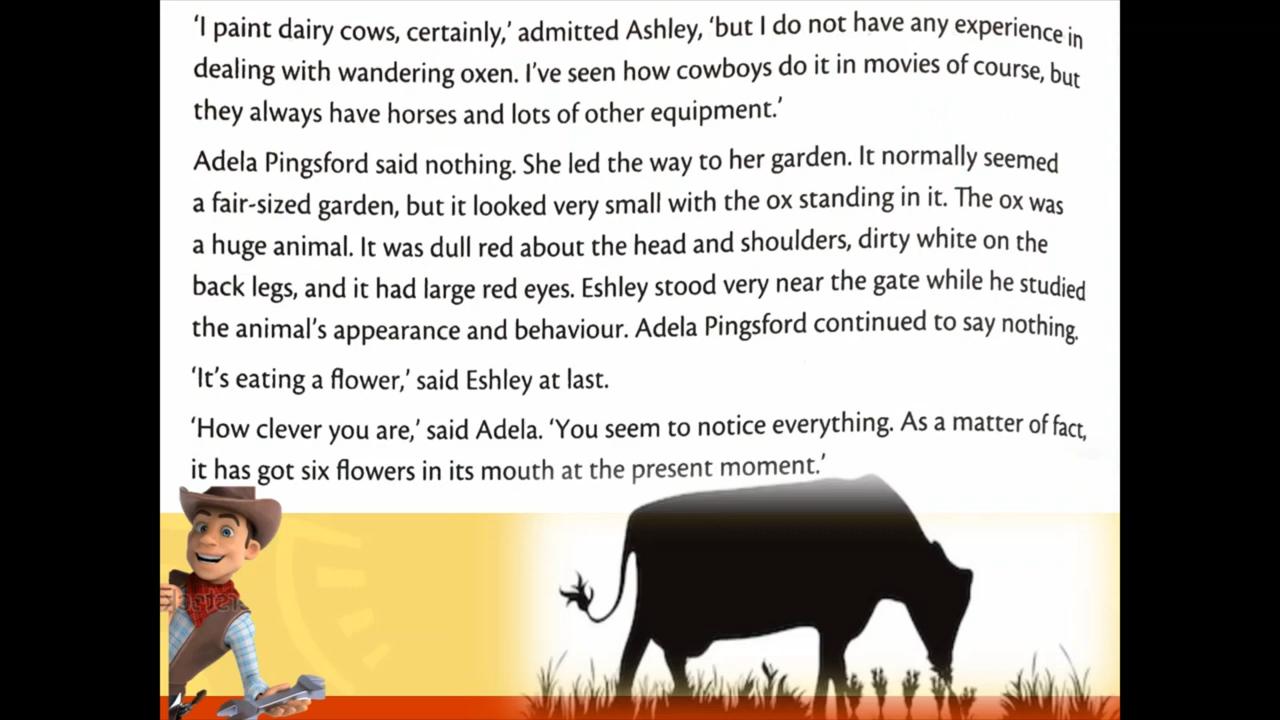 ‘I paint dairy cows, certainly,’ admitted Ashley, ‘but I do not have any experience in
dealing with wandering oxen. I’ve seen how cowboys do it in movies of course, but
they always have horses and lots of other equipment.’
Adela Pingsford said nothing. She led the way to her garden. It normally seemed
a fair-sized garden, but it looked very small with the ox standing in it. The ox was
a huge animal. It was dull red about the head and shoulders, dirty white on the
back legs, and it had large red eyes. Eshley stood very near the gate while he studied
the animal’s appearance and behaviour. Adela Pingsford continued to say nothing.
‘It’s eating a flower,’ said Eshley at last.
‘How clever you are,’ said Adela. ‘You seem to notice everything. As a matter of fact,
it has got six flowers in its mouth at the present moment.’